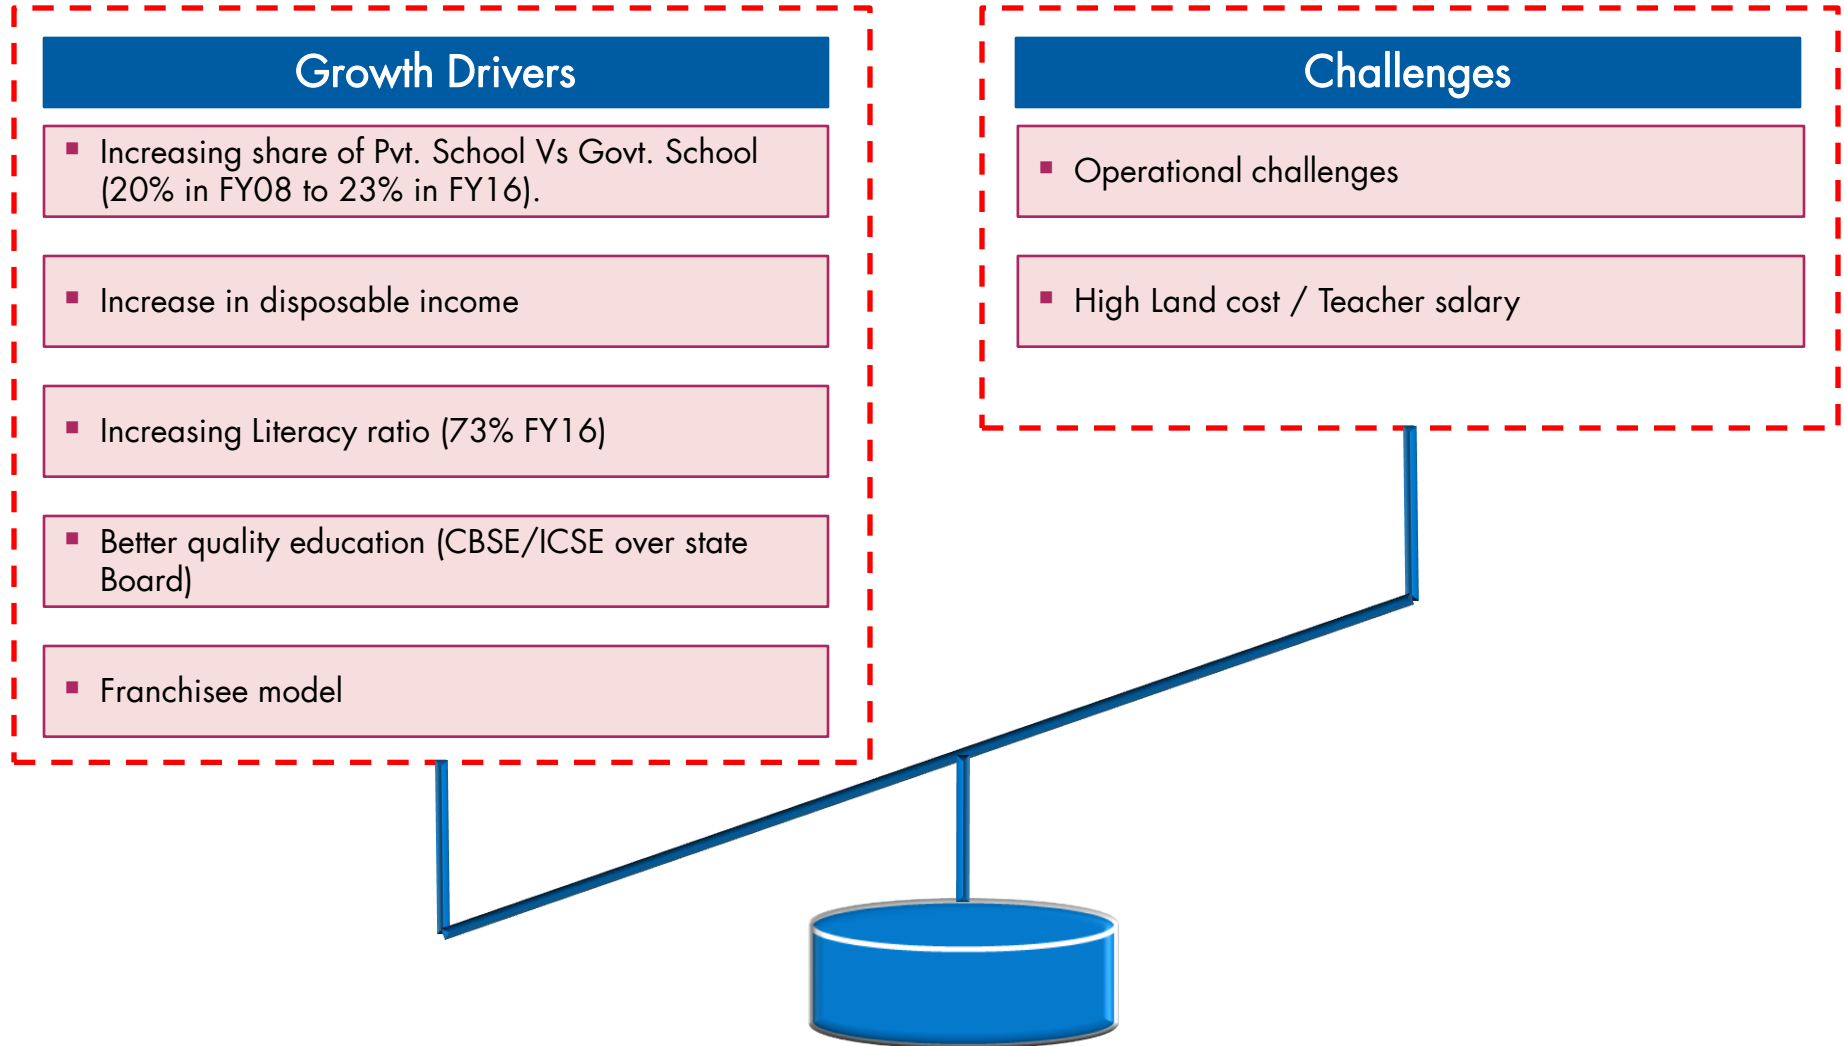 Growth Drivers
▪ Increasing share of Pvt. School Vs Govt. School
(20% in FY08 to 23% in FY16).
▪ Increase in disposable income
▪ Increasing Literacy ratio (73% FY16)
▪ Better quality education (CBSE/ICSE over state
Board)
▪ Franchisee model
Challenges
▪ Operational challenges
▪ High Land cost / Teacher salary